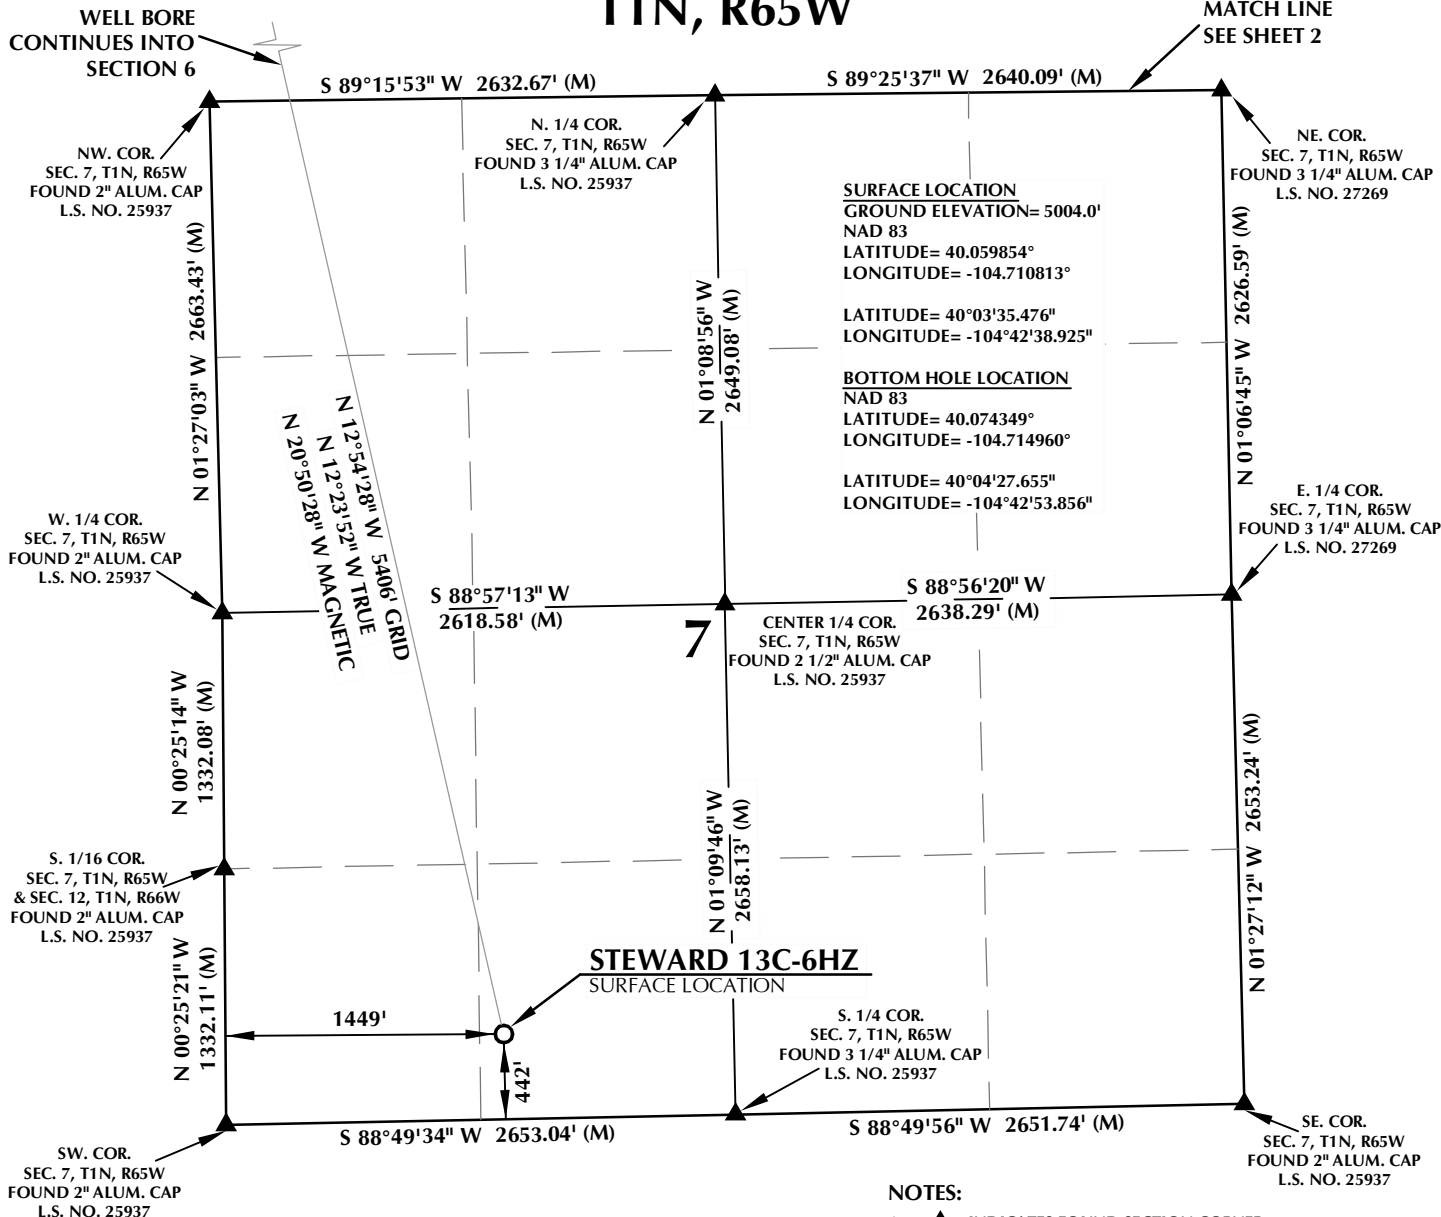 T1N, R65W
WELL BORE
CONTINUES INTO
SECTION 6
MATCH LINE
SEE SHEET 2
S 89°15'53" W 2632.67' (M)
S 89°25'37" W 2640.09' (M)
NW. COR.
SEC. 7, T1N, R65W
FOUND 2" ALUM. CAP
L.S. NO. 25937
N. 1/4 COR.
SEC. 7, T1N, R65W
FOUND 3 1/4" ALUM. CAP
L.S. NO. 25937
NE. COR.
SEC. 7, T1N, R65W
FOUND 3 1/4" ALUM. CAP
L.S. NO. 27269
SURFACE LOCATION
GROUND ELEVATION= 5004.0'
NAD 83
LATITUDE= 40.059854°
LONGITUDE= -104.710813°
LATITUDE= 40°03'35.476"
LONGITUDE= -104°42'38.925"
BOTTOM HOLE LOCATION
NAD 83
LATITUDE= 40.074349°
LONGITUDE= -104.714960°
LATITUDE= 40°04'27.655"
LONGITUDE= -104°42'53.856"
N 01°27'03" W 2663.43' (M)
N 01°08'56" W
2649.08' (M)
N 01°06'45" W 2626.59' (M)
N 12°54'28" W 5406' GRID
N 12°23'52" W TRUE
N 20°50'28" W MAGNETIC
W. 1/4 COR.
SEC. 7, T1N, R65W
FOUND 2" ALUM. CAP
L.S. NO. 25937
E. 1/4 COR.
SEC. 7, T1N, R65W
FOUND 3 1/4" ALUM. CAP
L.S. NO. 27269
S 88°57'13" W
2618.58' (M)
S 88°56'20" W
2638.29' (M)
7
CENTER 1/4 COR.
SEC. 7, T1N, R65W
FOUND 2 1/2" ALUM. CAP
L.S. NO. 25937
N 00°25'14" W
1332.08' (M)
N 01°09'46" W
2658.13' (M)
N 01°27'12" W 2653.24' (M)
S. 1/16 COR.
SEC. 7, T1N, R65W
& SEC. 12, T1N, R66W
FOUND 2" ALUM. CAP
L.S. NO. 25937
N 00°25'21" W
1332.11' (M)
STEWARD 13C-6HZ
SURFACE LOCATION
1449'
442'
S. 1/4 COR.
SEC. 7, T1N, R65W
FOUND 3 1/4" ALUM. CAP
L.S. NO. 25937
S 88°49'34" W 2653.04' (M)
S 88°49'56" W 2651.74' (M)
SW. COR.
SEC. 7, T1N, R65W
FOUND 2" ALUM. CAP
L.S. NO. 25937
SE. COR.
SEC. 7, T1N, R65W
FOUND 2" ALUM. CAP
L.S. NO. 25937
NOTES:
INDICATES FOUND SECTION CORNER